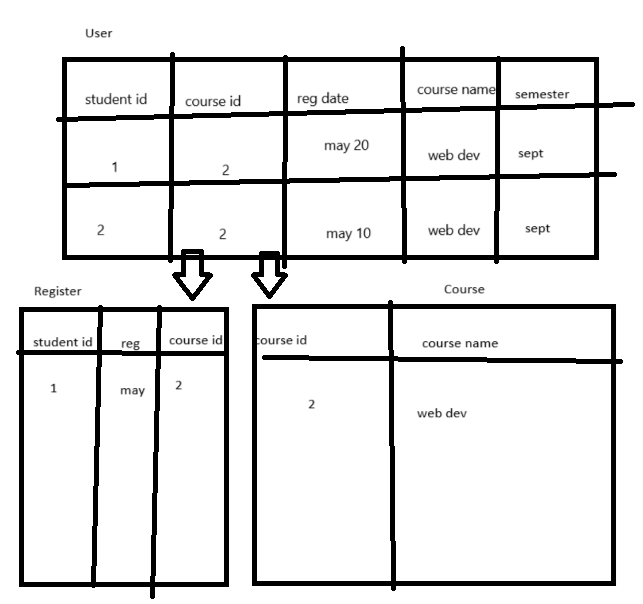 User
student id course id reg date course name semester
1 2 may 20 web dev sept
2 2 may 10 web dev sept
Register
student id reg course id
1 may 2
Course
course id course name
2 web dev